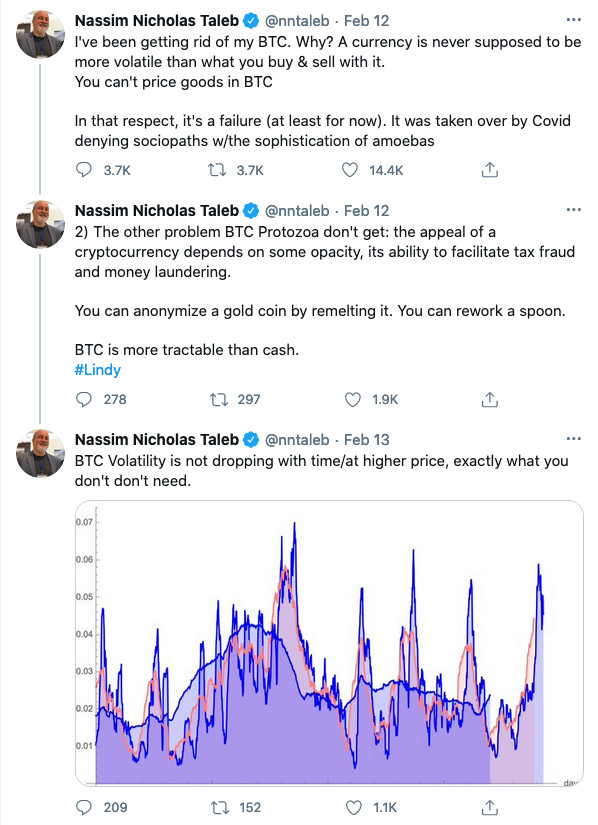 Nassim Nicholas Taleb @nntaleb · Feb 12
I've been getting rid of my BTC. Why? A currency is never supposed to be
more volatile than what you buy & sell with it.
You can't price goods in BTC
In that respect, it's a failure (at least for now). It was taken over by Covid
denying sociopaths w/the sophistication of amoebas
3.7K 3.7K 14.4K
Nassim Nicholas Taleb @nntaleb · Feb 12
2) The other problem BTC Protozoa don't get: the appeal of a
cryptocurrency depends on some opacity, its ability to facilitate tax fraud
and money laundering.
You can anonymize a gold coin by remelting it. You can rework a spoon.
BTC is more tractable than cash.
#Lindy
278 297 1.9K
Nassim Nicholas Taleb @nntaleb · Feb 13
BTC Volatility is not dropping with time/at higher price, exactly what you
don't don't need.
0.07
0.06
0.05
0.04
0.03
0.02
0.01
209 152 1.1K